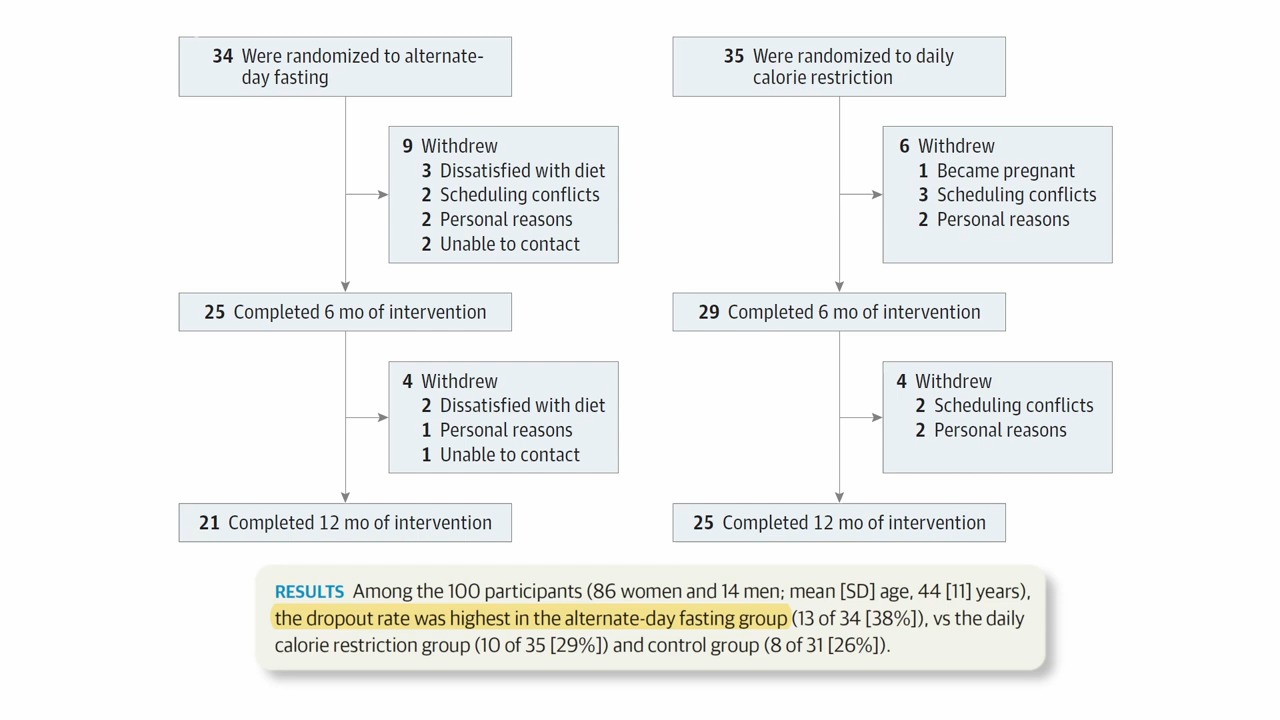 34 Were randomized to alternate-
day fasting
9 Withdrew
3 Dissatisfied with diet
2 Scheduling conflicts
2 Personal reasons
2 Unable to contact
25 Completed 6 mo of intervention
4 Withdrew
2 Dissatisfied with diet
1 Personal reasons
1 Unable to contact
21 Completed 12 mo of intervention
35 Were randomized to daily
calorie restriction
6 Withdrew
1 Became pregnant
3 Scheduling conflicts
2 Personal reasons
29 Completed 6 mo of intervention
4 Withdrew
2 Scheduling conflicts
2 Personal reasons
25 Completed 12 mo of intervention
RESULTS Among the 100 participants (86 women and 14 men; mean [SD] age, 44 [11] years),
the dropout rate was highest in the alternate-day fasting group (13 of 34 [38%]), vs the daily
calorie restriction group (10 of 35 [29%]) and control group (8 of 31 [26%]).